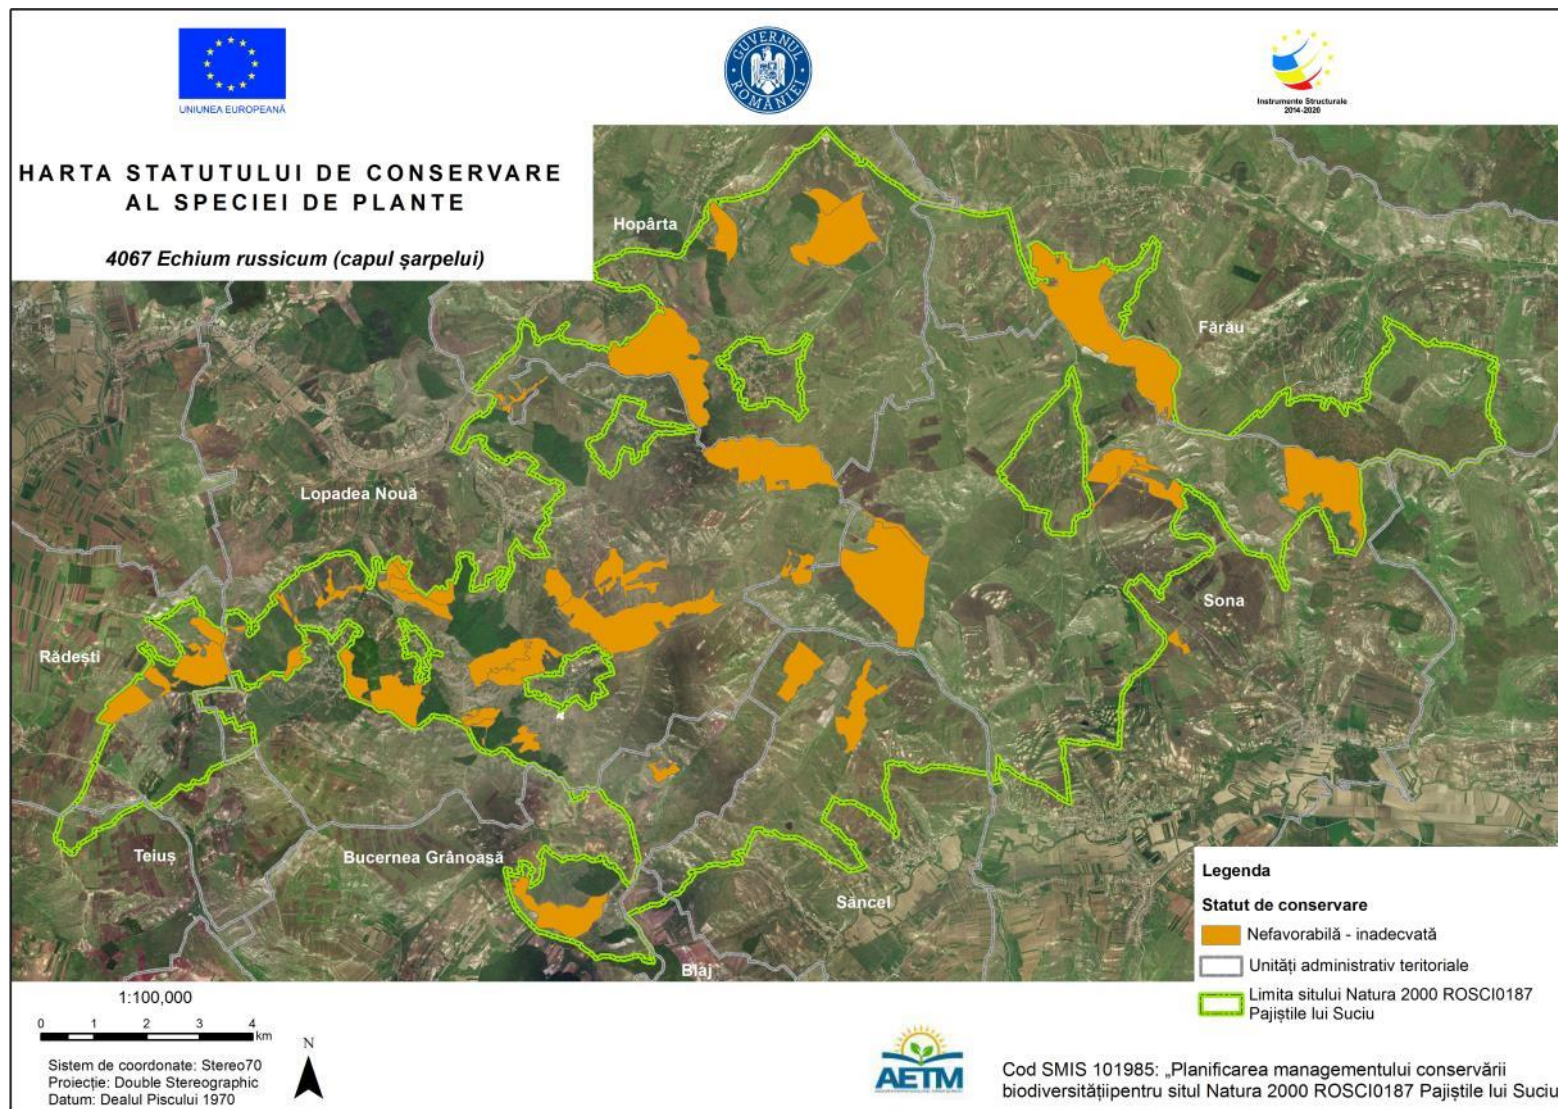 UNIUNEA EUROPEANĂ
GUVERNUL ROMÂNIEI
Instrumente Structurale
2014-2020
HARTA STATUTULUI DE CONSERVARE
AL SPECIEI DE PLANTE
4067 Echium russicum (capul șarpelui)
Hopârta
Fărău
Lopadea Nouă
Sona
Rădești
Teiuș
Bucernea Grânoasă
Sâncel
Blaj
Legenda
Statut de conservare
Nefavorabilă - inadecvată
Unități administrativ teritoriale
Limita sitului Natura 2000 ROSCI0187
Pajiștile lui Suciu
1:100,000
0 1 2 3 4
km
N
Sistem de coordonate: Stereo70
Proiecție: Double Stereographic
Datum: Dealul Piscului 1970
AETM
Cod SMIS 101985: „Planificarea managementului conservării
biodiversitățiipentru situl Natura 2000 ROSCI0187 Pajiștile lui Suciu